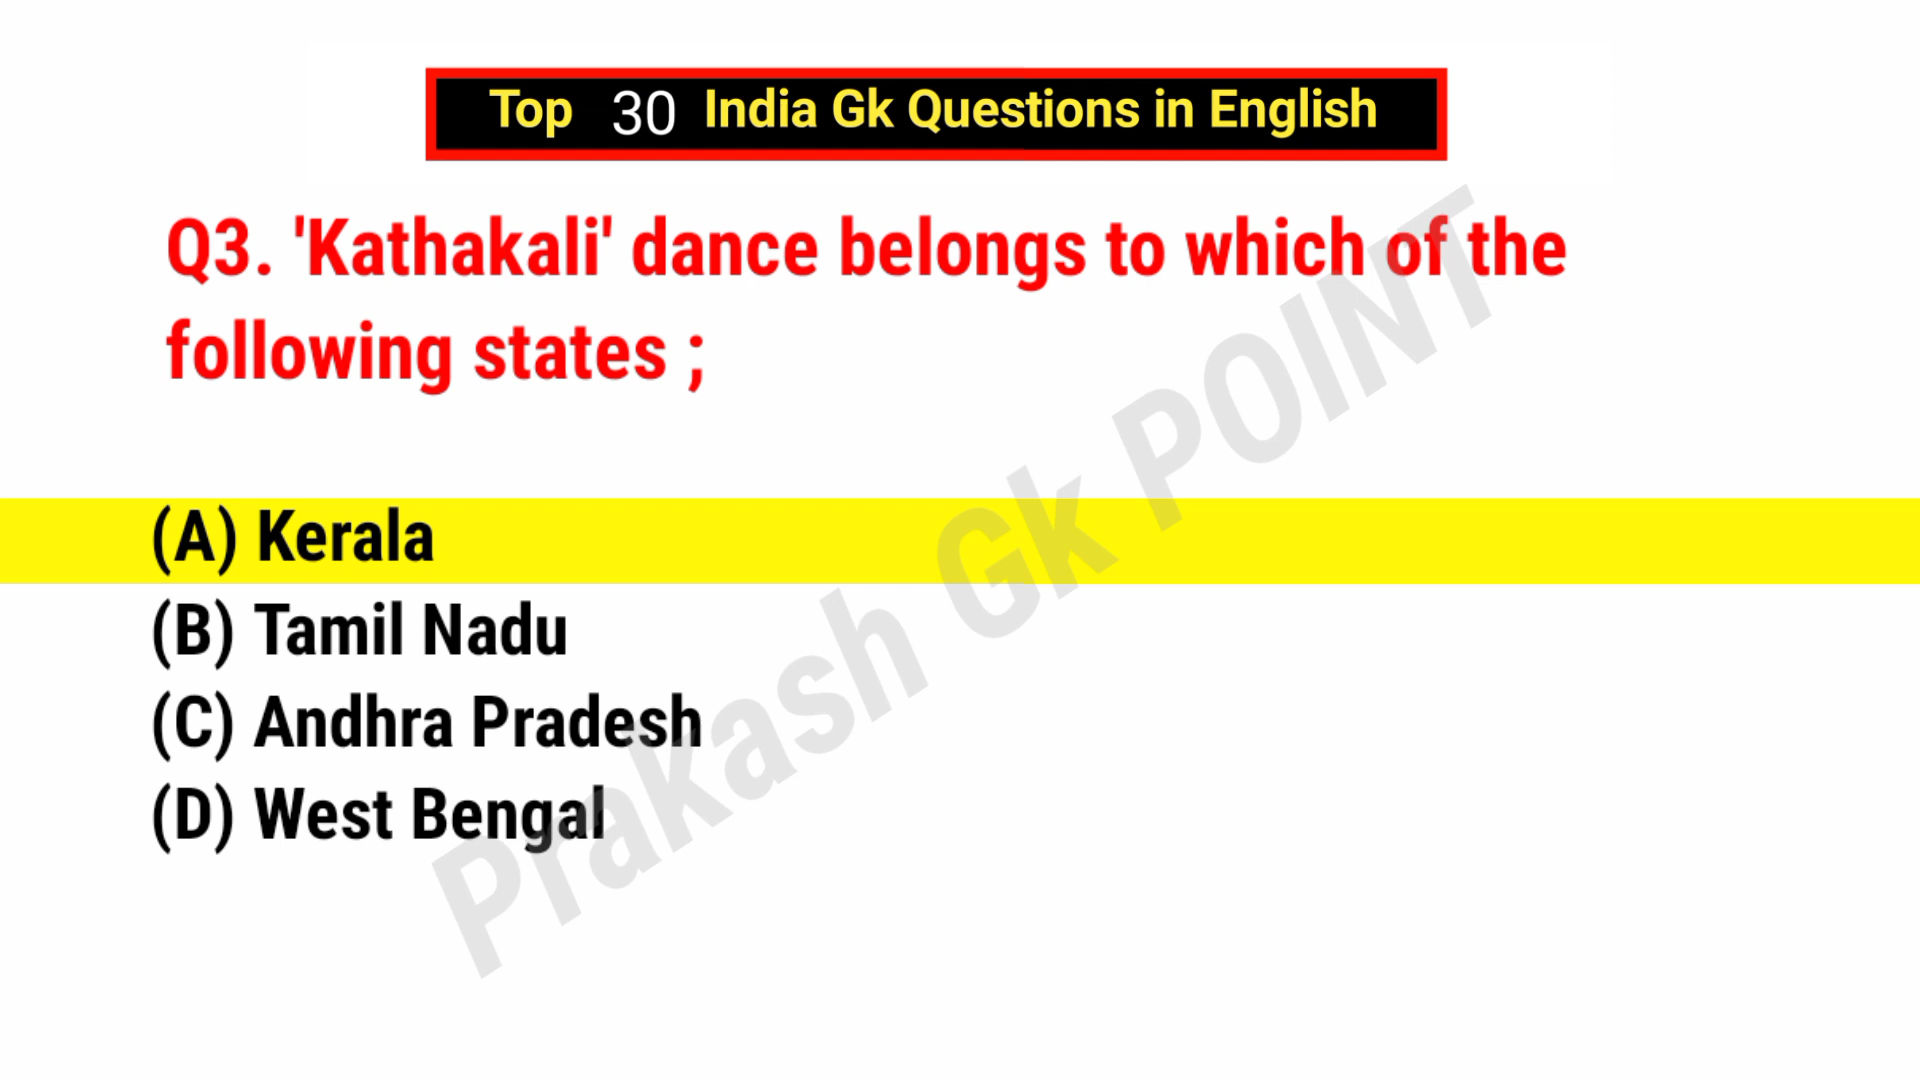 Top 30 India Gk Questions in English
Q3. 'Kathakali' dance belongs to which of the
following states ;
(A) Kerala
(B) Tamil Nadu
(C) Andhra Pradesh
(D) West Bengal
Prakash Gk POINT